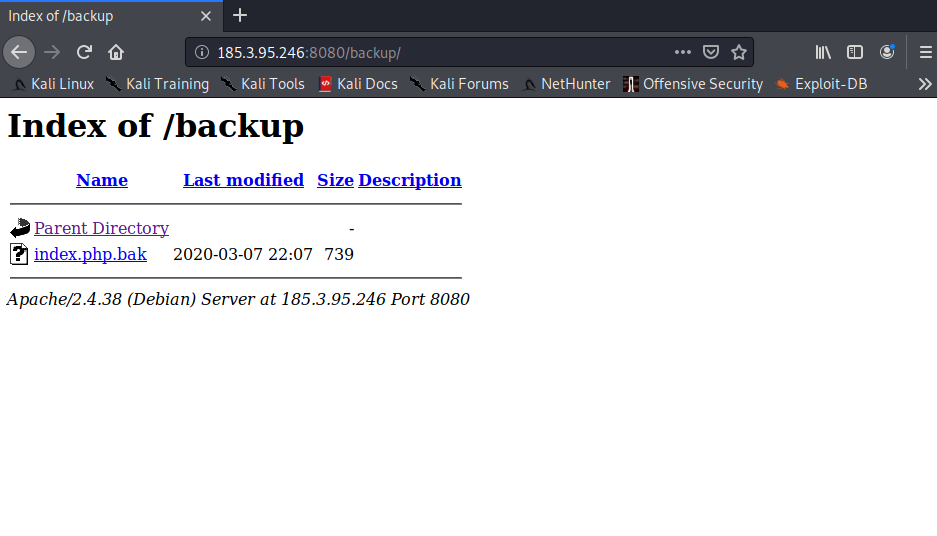 Index of /backup
185.3.95.246:8080/backup/
Kali Linux Kali Training Kali Tools Kali Docs Kali Forums NetHunter Offensive Security Exploit-DB
Index of /backup
Name Last modified Size Description
Parent Directory -
index.php.bak 2020-03-07 22:07 739
Apache/2.4.38 (Debian) Server at 185.3.95.246 Port 8080